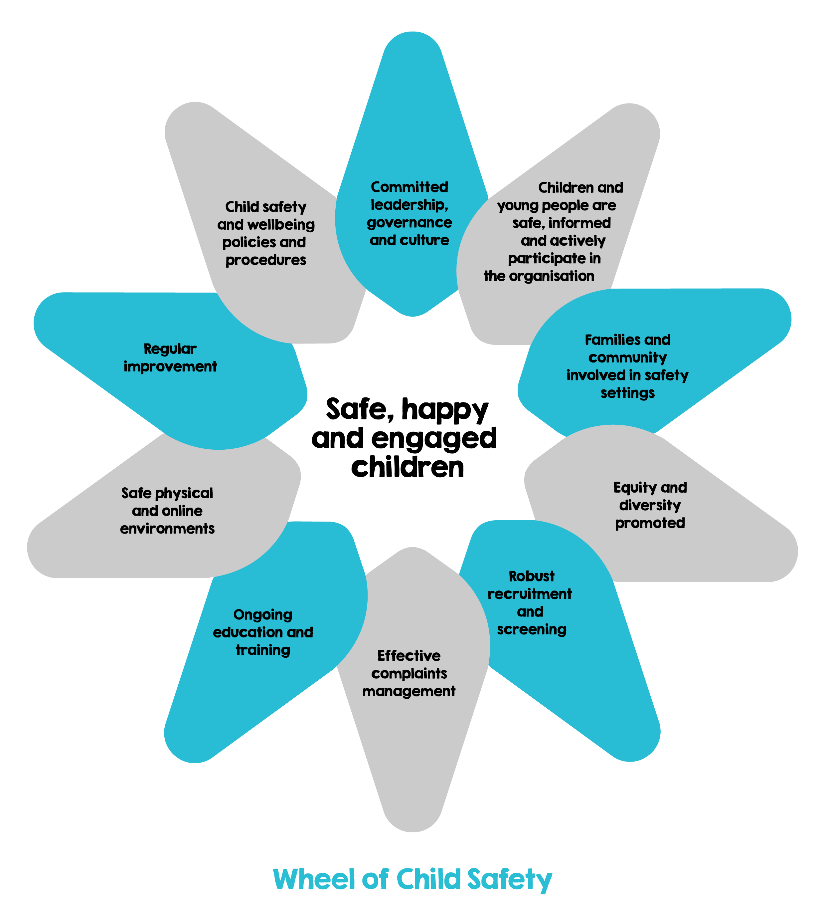 Committed
leadership,
governance
and culture
Children and
young people are
safe, informed
and actively
participate in
the organisation
Families and
community
involved in safety
settings
Equity and
diversity
promoted
Robust
recruitment
and
screening
Effective
complaints
management
Ongoing
education and
training
Safe physical
and online
environments
Regular
improvement
Child safety
and wellbeing
policies and
procedures
Safe, happy
and engaged
children
Wheel of Child Safety